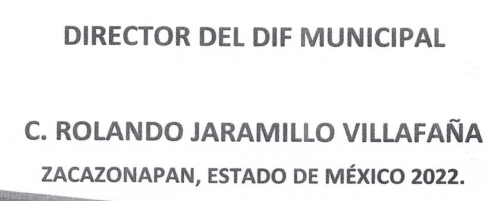 DIRECTOR DEL DIF MUNICIPAL
C. ROLANDO JARAMILLO VILLAFAÑA
ZACAZONAPAN, ESTADO DE MÉXICO 2022.